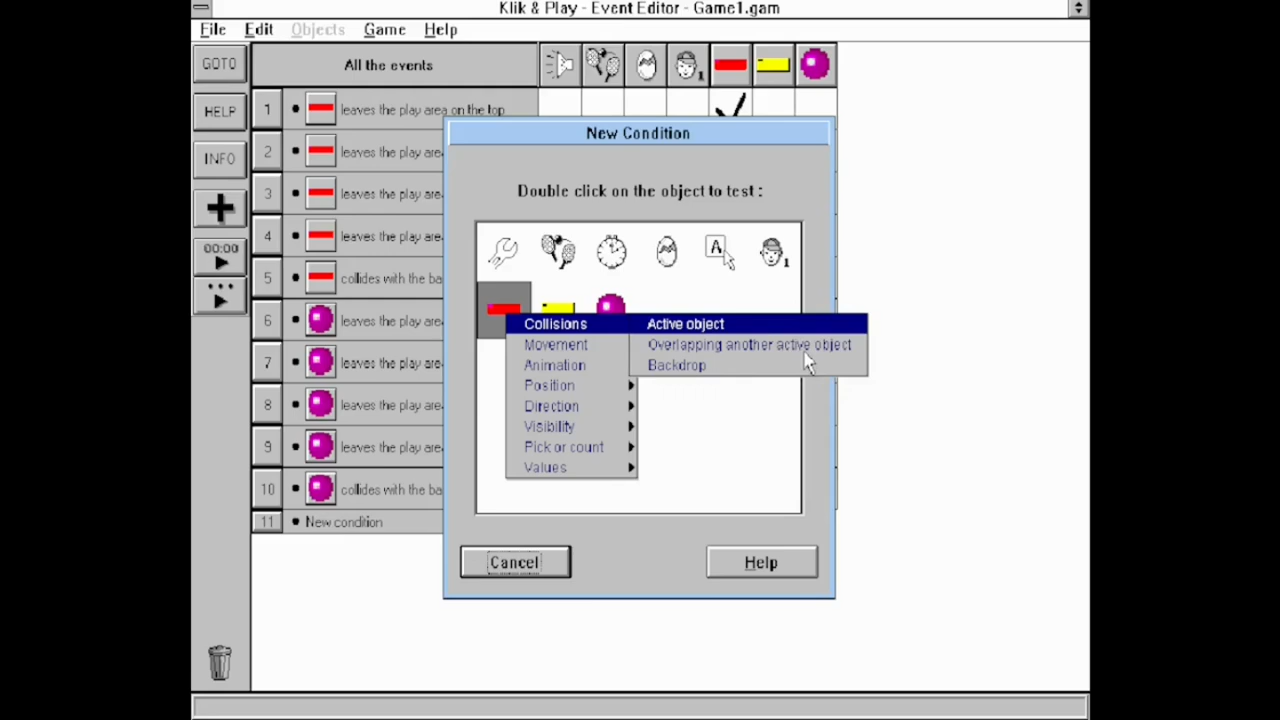 Klik & Play - Event Editor - Game1.gam
File Edit Objects Game Help
GOTO
All the events
1 • leaves the play area on the top
HELP
New Condition
2 • leaves the play are
INFO
3 • leaves the play are
Double click on the object to test :
4 • leaves the play are
A
1
00:00
5 • collides with the ba
6 • leaves the play are
Collisions
Active object
Movement
Overlapping another active object
7 • leaves the play are
Animation
Backdrop
Position
8 • leaves the play are
Direction
Visibility
9 • leaves the play are
Pick or count
Values
10 • collides with the ba
11 • New condition
Cancel
Help